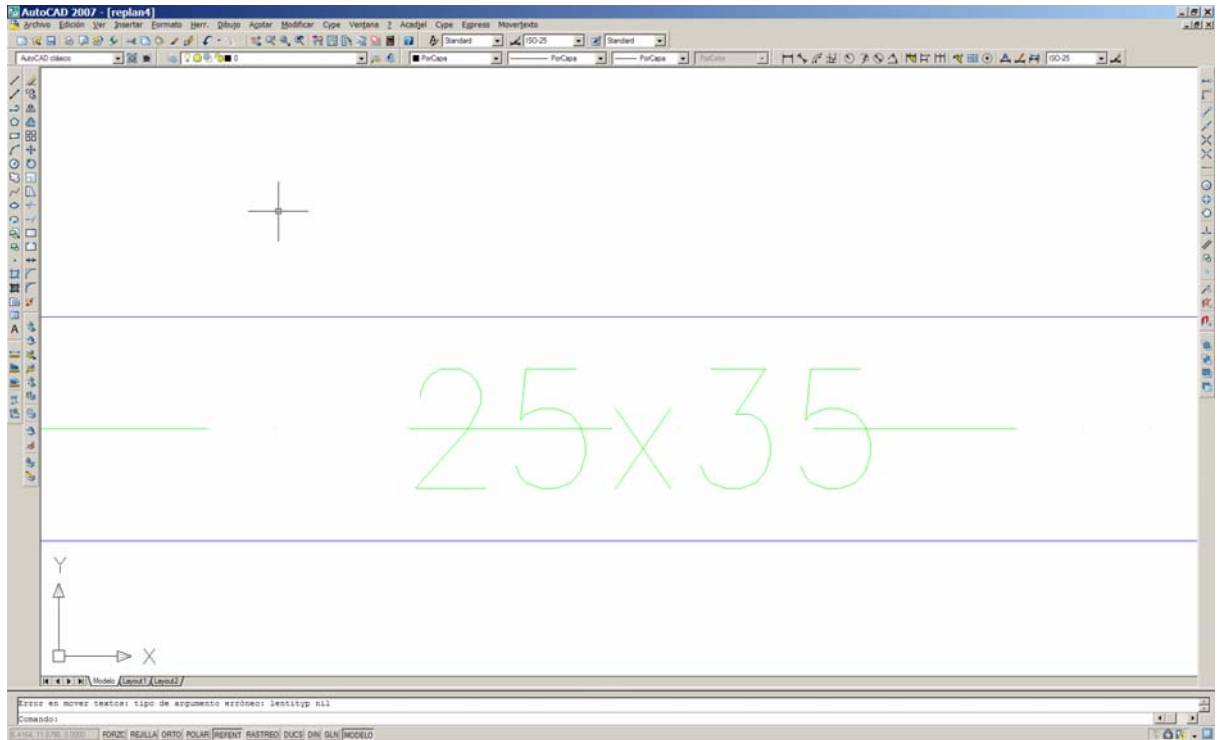 AutoCAD 2007 - [replan4]
Archivo Edición Ver Insertar Formato Herr. Dibujo Acotar Modificar Cype Ventana ? Acadjel Cype Express Movertexto
Standard ISO-25 Standard
AutoCAD clásico 0 PorCapa PorCapa PorCapa PorColor ISO-25
A
25x35
Y
X
Modelo Layout1 Layout2
Error en mover textos: tipo de argumento erróneo: lentityp nil
Comando:
FORZC REJILLA ORTO POLAR REFENT RASTREO DUCS DIN GLN MODELO